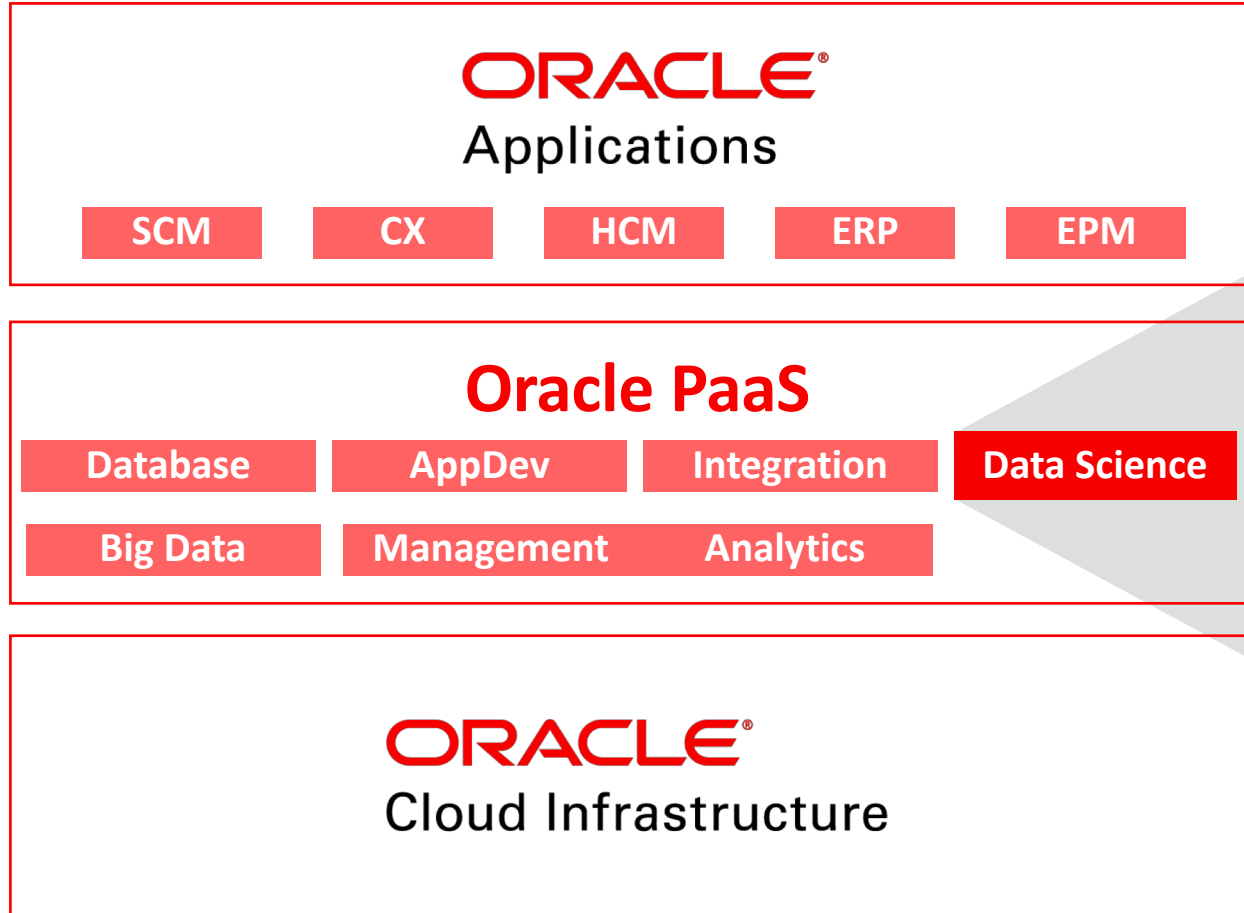 ORACLE®
Applications
SCM CX HCM ERP EPM
Oracle PaaS
Database AppDev Integration Data Science
Big Data Management Analytics
ORACLE®
Cloud Infrastructure